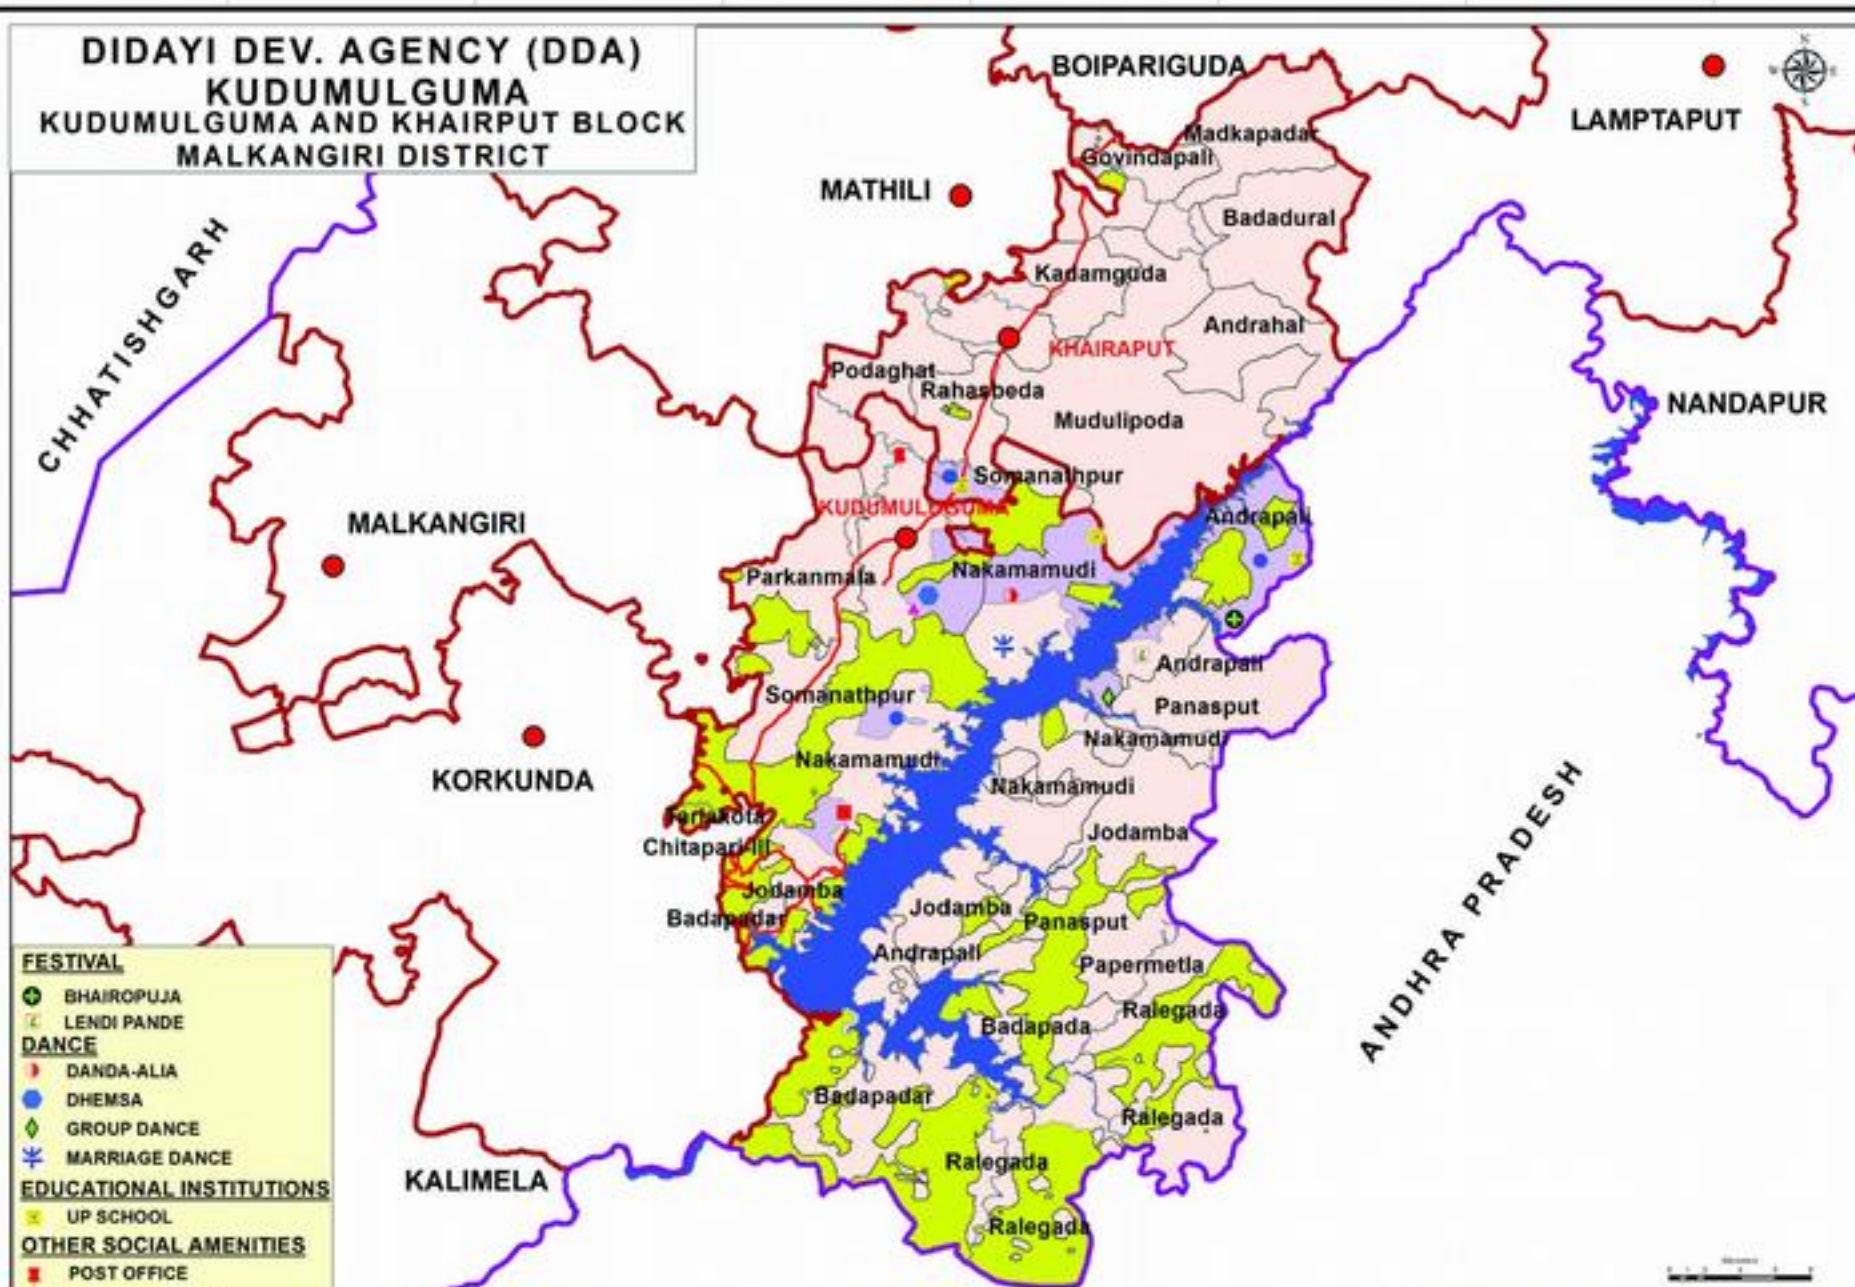 DIDAYI DEV. AGENCY (DDA)
KUDUMULGUMA
KUDUMULGUMA AND KHAIRPUT BLOCK
MALKANGIRI DISTRICT
BOIPARIGUDA
LAMPTAPUT
N
W
E
S
Madkapadar
Govindapali
MATHILI
Badadural
CHHATISHGARH
Kadamguda
Andrahal
KHAIRAPUT
Podaghat
Rahasbeda
NANDAPUR
Mudulipoda
Somanathpur
KUDUMULGUMA
Andrapali
MALKANGIRI
Nakamamudi
Parkanmala
Andrapali
Somanathpur
Panasput
Nakamamudi
Nakamamudi
Nakamamudi
KORKUNDA
Tarlakota
Jodamba
Chitapari-III
Jodamba
Jodamba
Badapadar
Panasput
Andrapali
Papermetla
ANDHRA PRADESH
Ralegada
Badapada
Badapadar
Ralegada
Ralegada
KALIMELA
Ralegada
FESTIVAL
BHAIROPUJA
LENDI PANDE
DANCE
DANDA-ALIA
DHEMSA
GROUP DANCE
MARRIAGE DANCE
EDUCATIONAL INSTITUTIONS
UP SCHOOL
OTHER SOCIAL AMENITIES
POST OFFICE